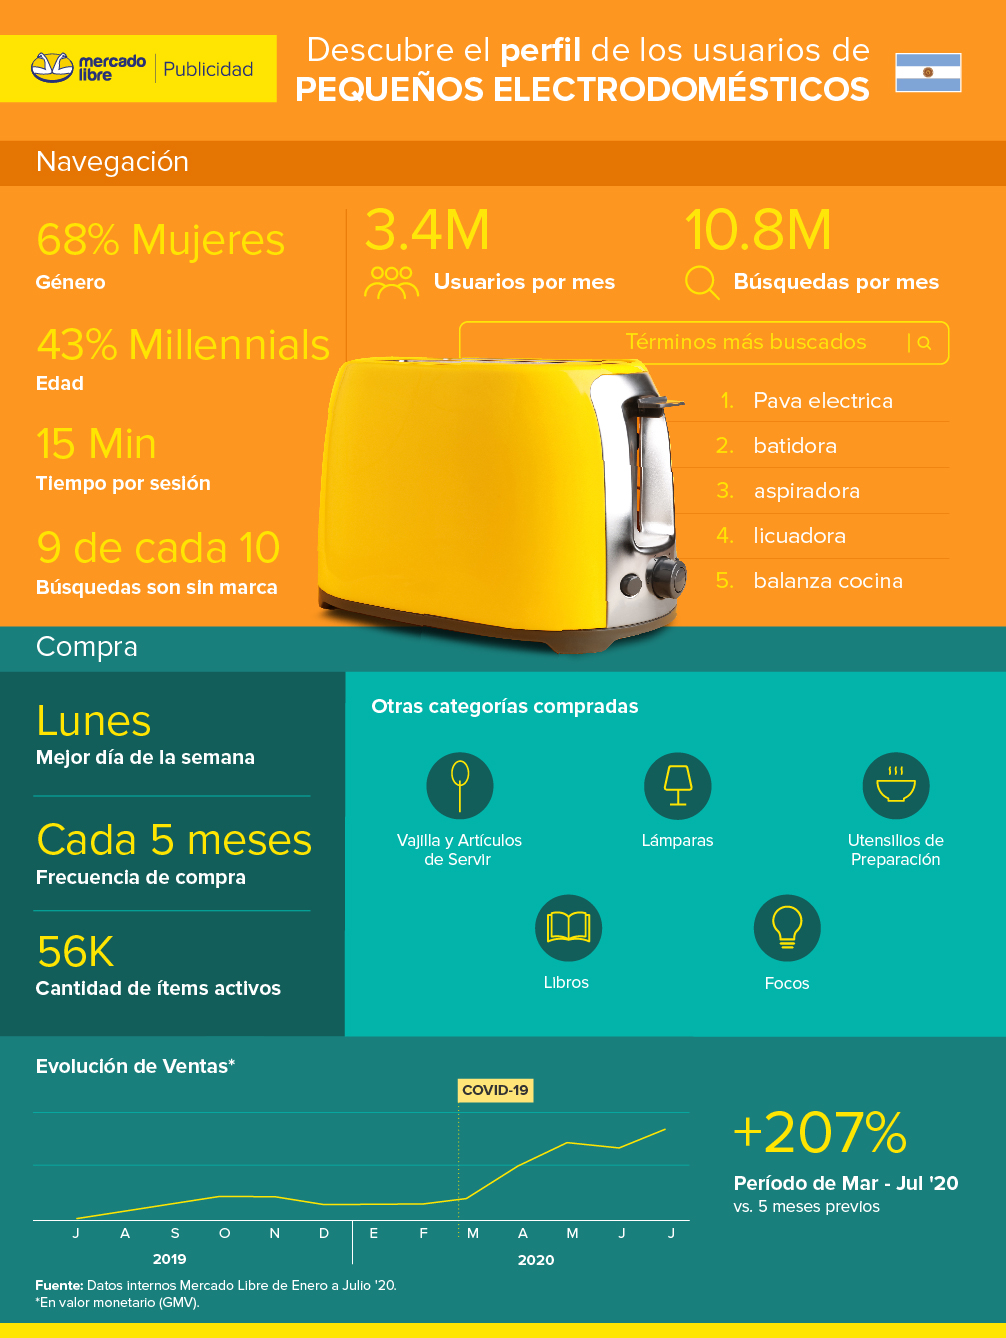 mercado
libre
Publicidad
Descubre el perfil de los usuarios de
PEQUEÑOS ELECTRODOMÉSTICOS
Navegación
68% Mujeres
Género
43% Millennials
Edad
15 Min
Tiempo por sesión
9 de cada 10
Búsquedas son sin marca
3.4M
Usuarios por mes
10.8M
Búsquedas por mes
Términos más buscados
1. Pava electrica
2. batidora
3. aspiradora
4. licuadora
5. balanza cocina
Compra
Lunes
Mejor día de la semana
Cada 5 meses
Frecuencia de compra
56K
Cantidad de ítems activos
Otras categorías compradas
Vajilla y Artículos
de Servir
Lámparas
Utensilios de
Preparación
Libros
Focos
Evolución de Ventas*
COVID-19
J A S O N D E F M A M J J
2019 2020
+207%
Período de Mar - Jul '20
vs. 5 meses previos
Fuente: Datos internos Mercado Libre de Enero a Julio '20.
*En valor monetario (GMV).